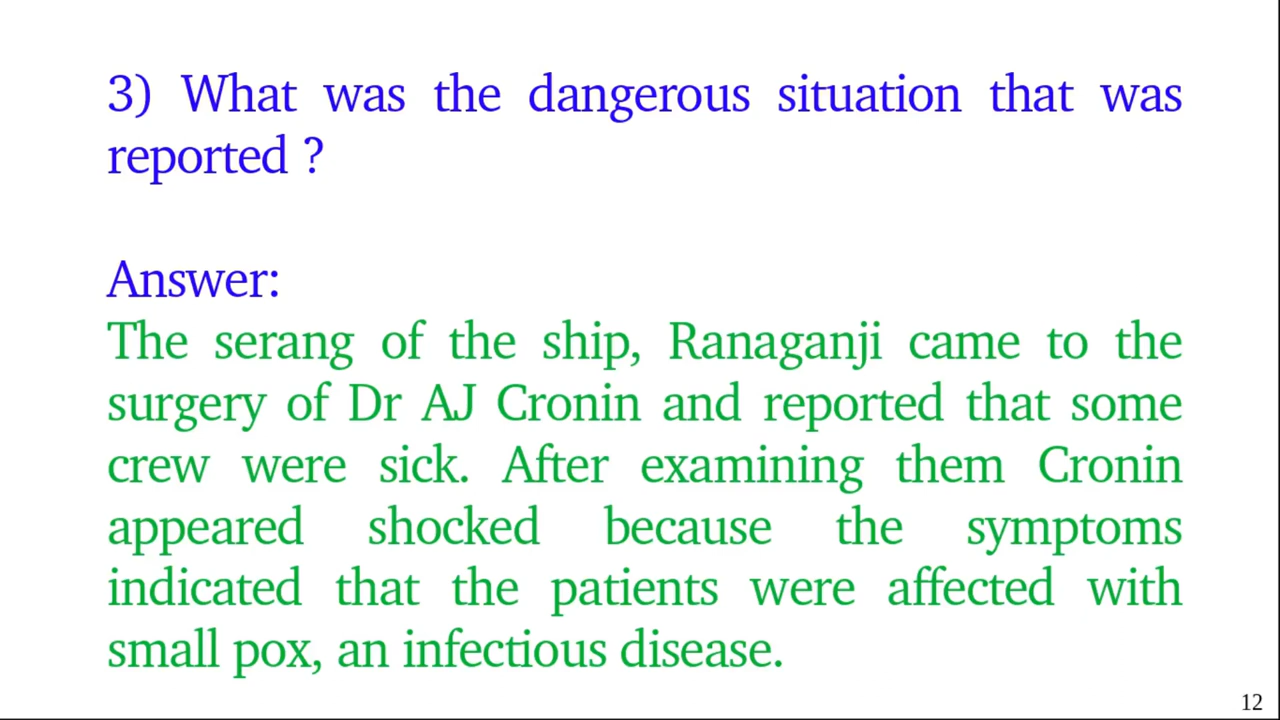 3) What was the dangerous situation that was
reported ?
Answer:
The serang of the ship, Ranaganji came to the
surgery of Dr AJ Cronin and reported that some
crew were sick. After examining them Cronin
appeared shocked because the symptoms
indicated that the patients were affected with
small pox, an infectious disease.
12